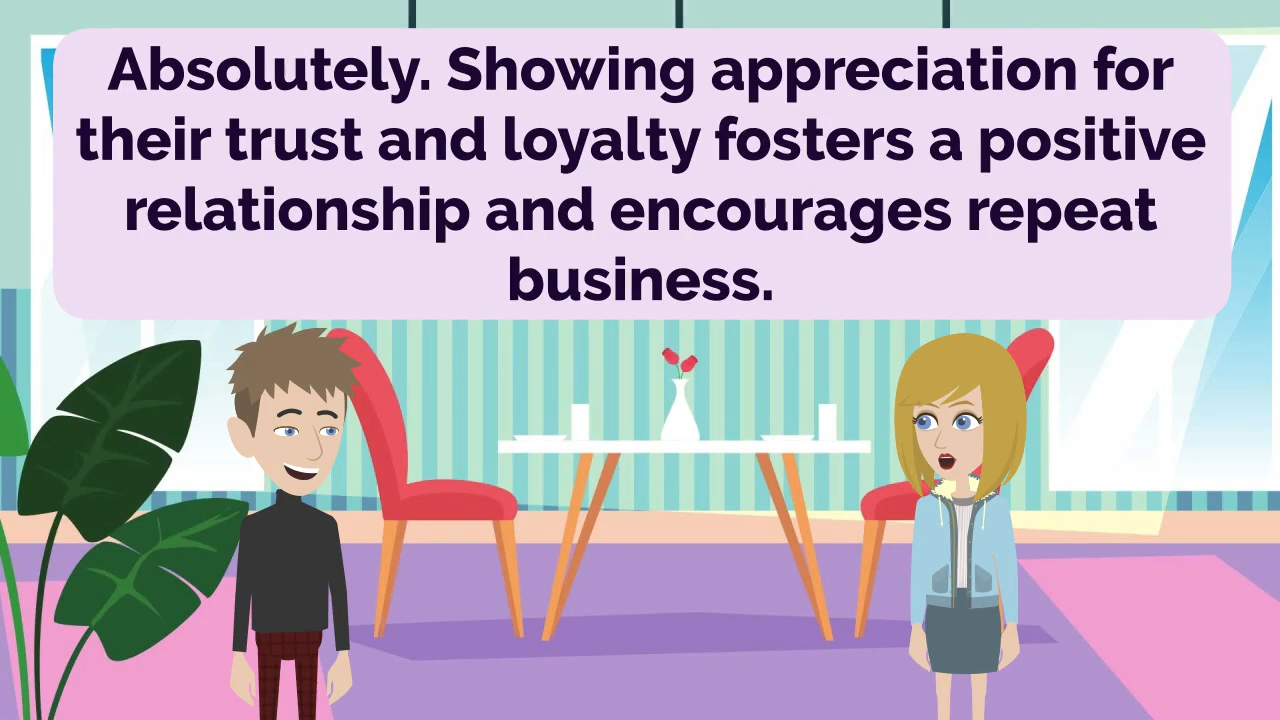 Absolutely. Showing appreciation for
their trust and loyalty fosters a positive
relationship and encourages repeat
business.